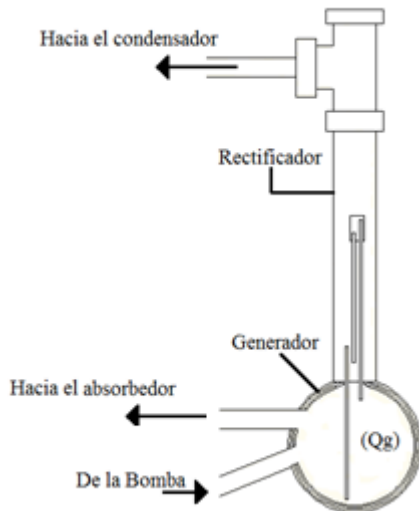 Hacia el condensador
Rectificador
Generador
Hacia el absorbedor
(Qg)
De la Bomba